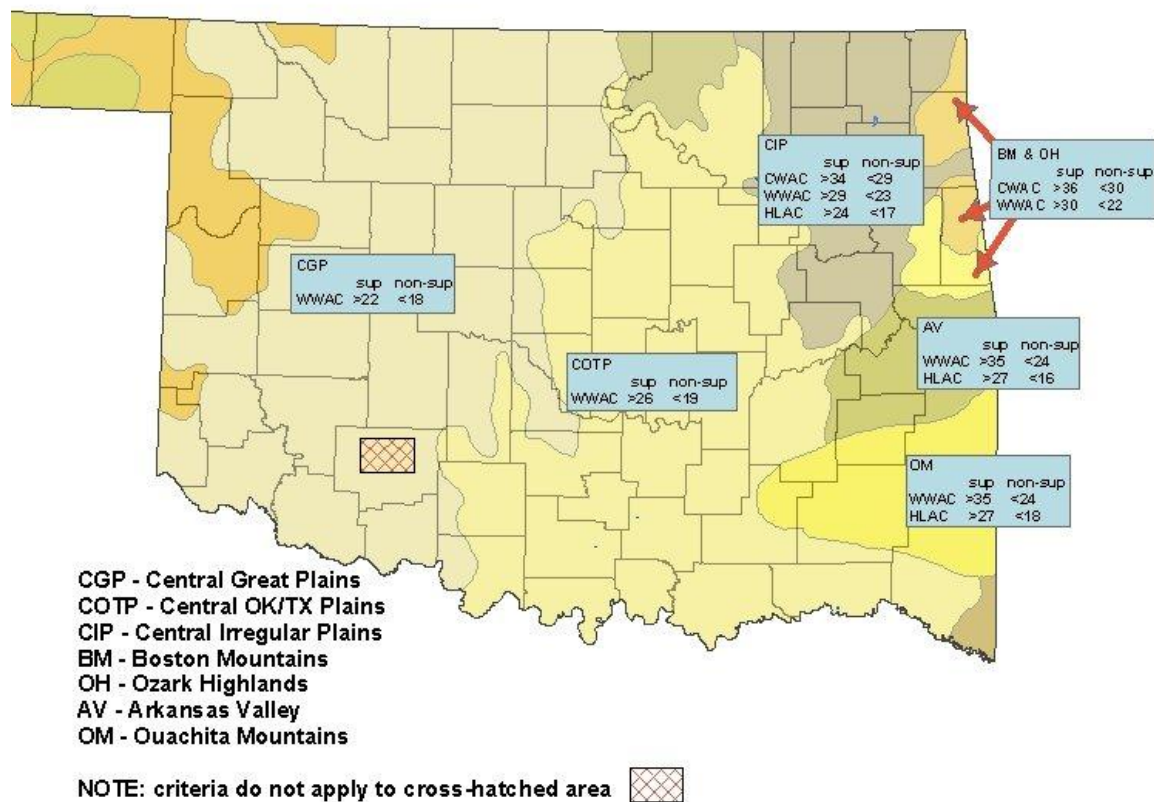 CIP
sup non-sup
CWAC >34 <29
WWAC >29 <23
HLAC >24 <17
BM & OH
sup non-sup
CWAC >36 <30
WWAC >30 <22
CGP
sup non-sup
WWAC >22 <18
AV
sup non-sup
WWAC >35 <24
HLAC >27 <16
COTP
sup non-sup
WWAC >26 <19
OM
sup non-sup
WWAC >35 <24
HLAC >27 <18
CGP - Central Great Plains
COTP - Central OK/TX Plains
CIP - Central Irregular Plains
BM - Boston Mountains
OH - Ozark Highlands
AV - Arkansas Valley
OM - Ouachita Mountains
NOTE: criteria do not apply to cross-hatched area